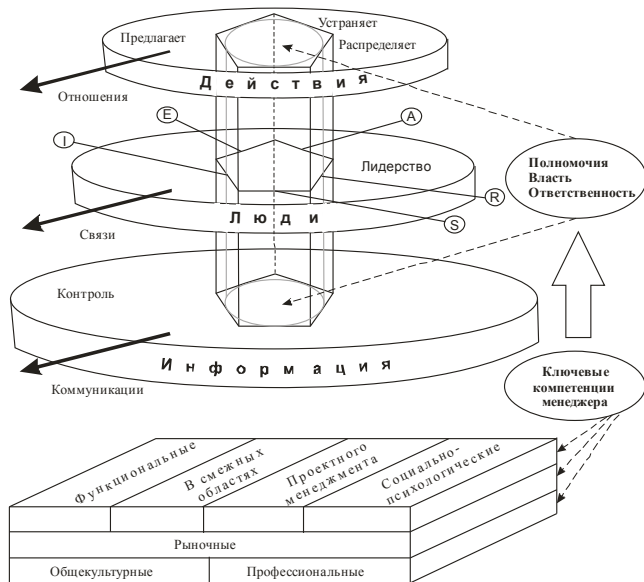 Устраняет
Предлагает
Распределяет
Действия
Отношения
E
A
I
Лидерство
R
S
Люди
Связи
Полномочия
Власть
Ответственность
Контроль
Информация
Коммуникации
Ключевые
компетенции
менеджера
Функциональные
В смежных
областях
Проектного
менеджмента
Социально-
психологические
Рыночные
Общекультурные
Профессиональные